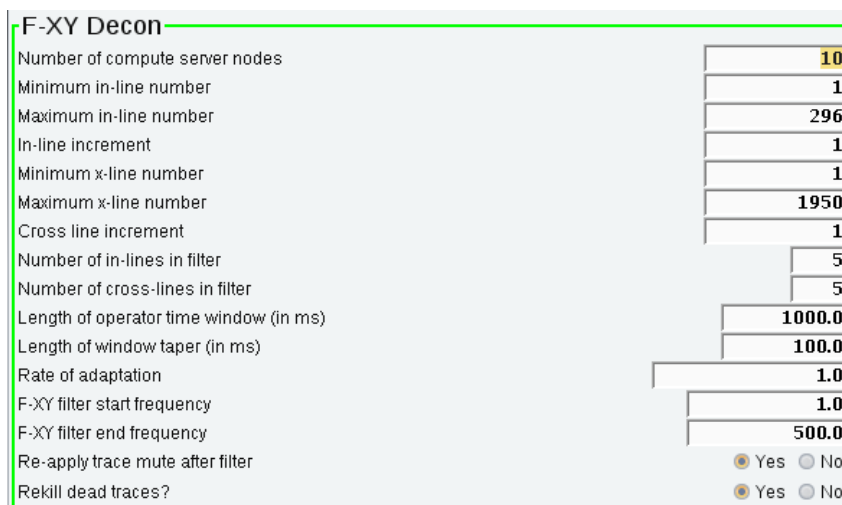 F-XY Decon
Number of compute server nodes 10
Minimum in-line number 1
Maximum in-line number 296
In-line increment 1
Minimum x-line number 1
Maximum x-line number 1950
Cross line increment 1
Number of in-lines in filter 5
Number of cross-lines in filter 5
Length of operator time window (in ms) 1000.0
Length of window taper (in ms) 100.0
Rate of adaptation 1.0
F-XY filter start frequency 1.0
F-XY filter end frequency 500.0
Re-apply trace mute after filter Yes No
Rekill dead traces? Yes No